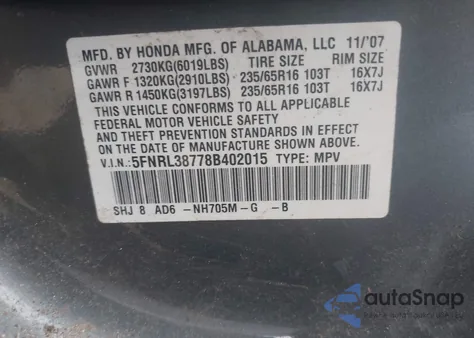 MFD. BY HONDA MFG. OF ALABAMA, LLC 11/'07
GVWR 2730KG(6019LBS) TIRE SIZE RIM SIZE
GAWR F 1320KG(2910LBS) 235/65R16 103T 16X7J
GAWR R 1450KG(3197LBS) 235/65R16 103T 16X7J
THIS VEHICLE CONFORMS TO ALL APPLICABLE
FEDERAL MOTOR VEHICLE SAFETY
AND THEFT PREVENTION STANDARDS IN EFFECT
ON THE DATE OF MANUFACTURE SHOWN ABOVE.
V.I.N.: 5FNRL38778B402015 TYPE: MPV
SHJ 8 AD6 -NH705M-G -B
autoSnap